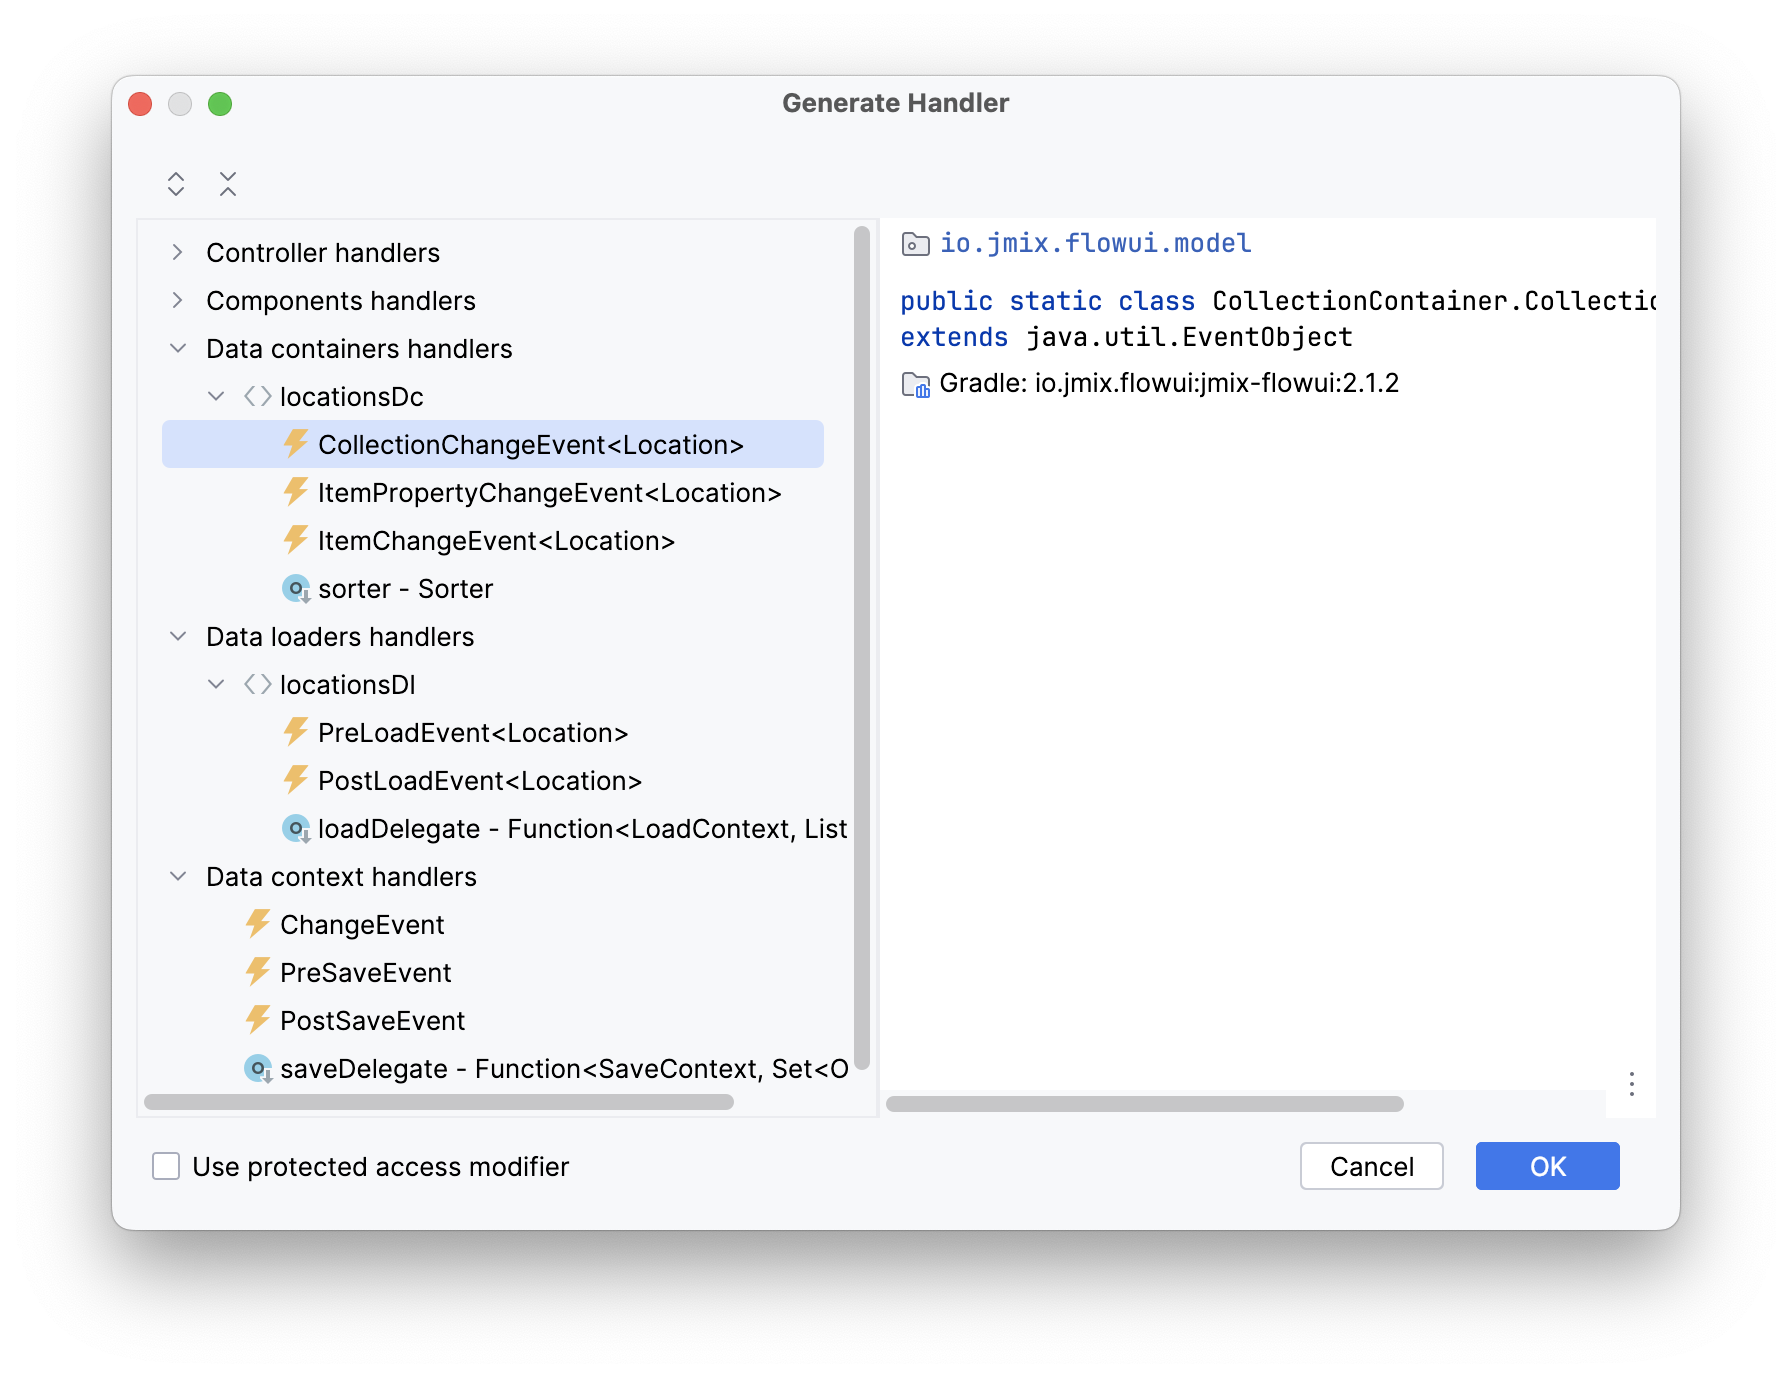 Generate Handler
Controller handlers
Components handlers
Data containers handlers
locationsDc
CollectionChangeEvent<Location>
ItemPropertyChangeEvent<Location>
ItemChangeEvent<Location>
sorter - Sorter
Data loaders handlers
locationsDl
PreLoadEvent<Location>
PostLoadEvent<Location>
loadDelegate - Function<LoadContext, List
Data context handlers
ChangeEvent
PreSaveEvent
PostSaveEvent
saveDelegate - Function<SaveContext, Set<O
io.jmix.flowui.model
public static class CollectionContainer.Collectio
extends java.util.EventObject
Gradle: io.jmix.flowui:jmix-flowui:2.1.2
Use protected access modifier
Cancel
OK